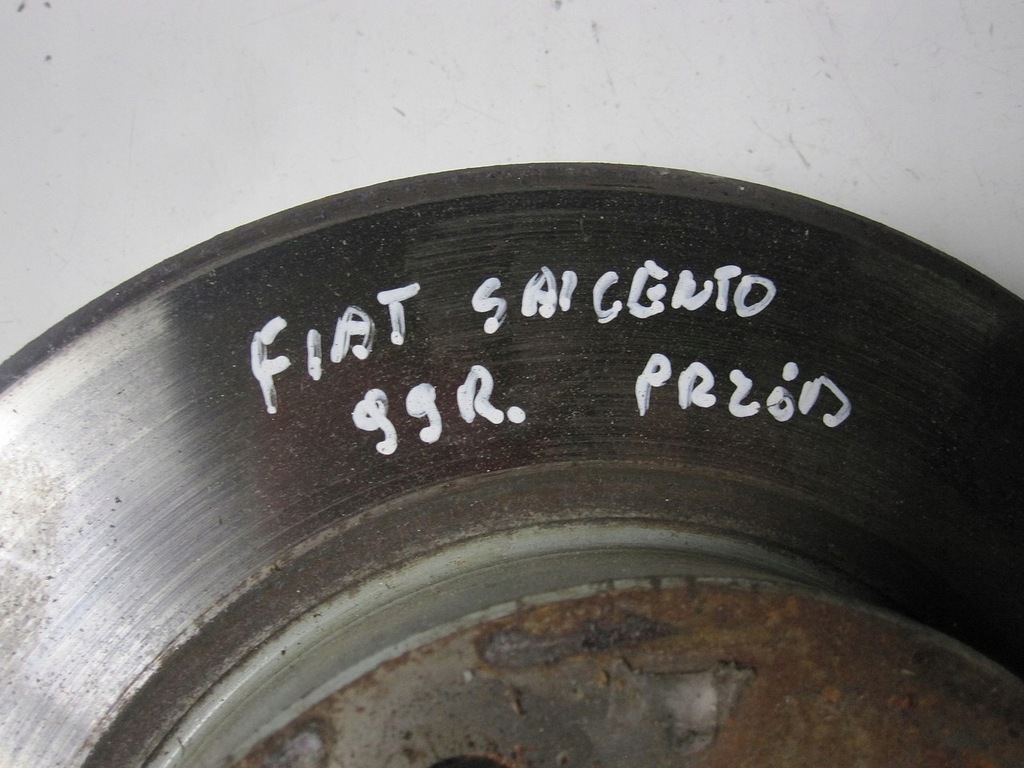 FIAT SAICENTO
99R. PRZÓD